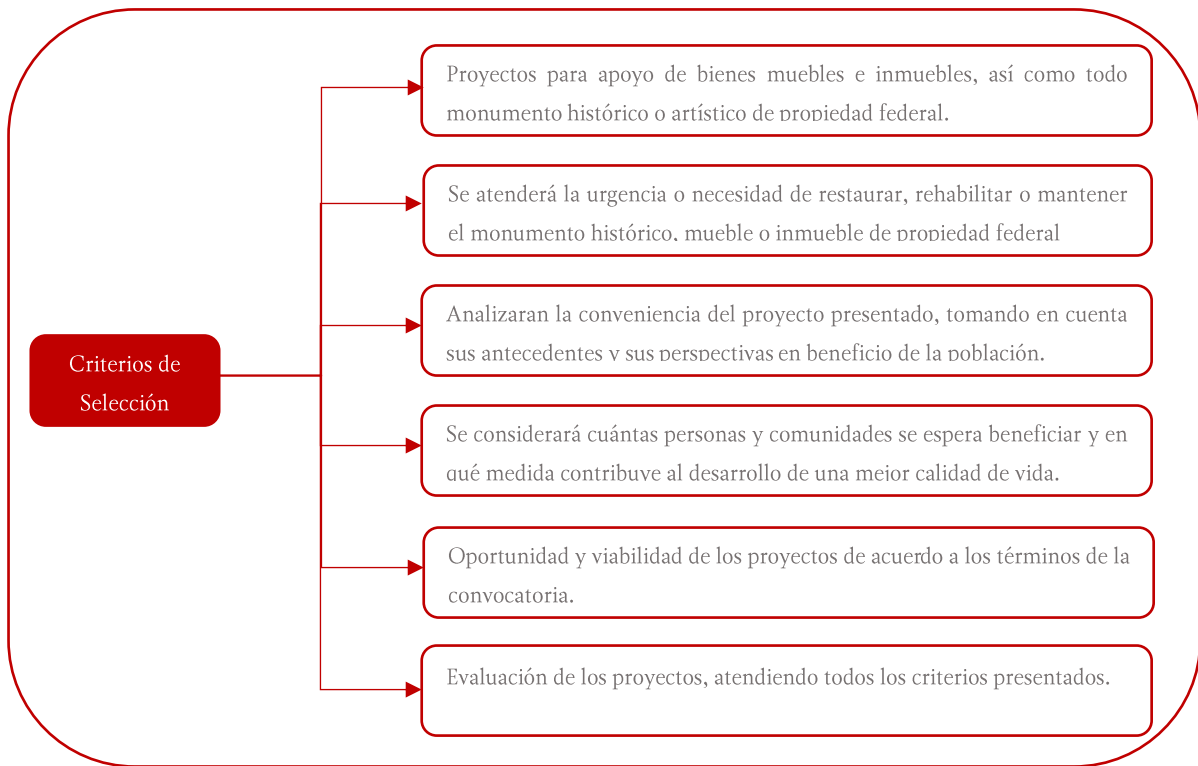 Proyectos para apoyo de bienes muebles e inmuebles, así como todo
monumento histórico o artístico de propiedad federal.
Se atenderá la urgencia o necesidad de restaurar, rehabilitar o mantener
el monumento histórico, mueble o inmueble de propiedad federal
Analizaran la conveniencia del proyecto presentado, tomando en cuenta
sus antecedentes y sus perspectivas en beneficio de la población.
Criterios de
Selección
Se considerará cuántas personas y comunidades se espera beneficiar y en
qué medida contribuye al desarrollo de una mejor calidad de vida.
Oportunidad y viabilidad de los proyectos de acuerdo a los términos de la
convocatoria.
Evaluación de los proyectos, atendiendo todos los criterios presentados.